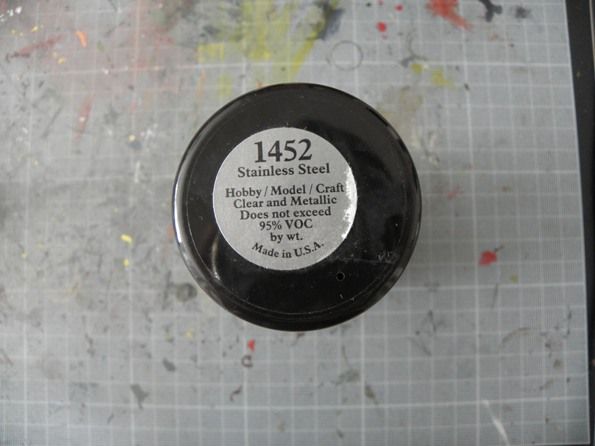 1452
Stainless Steel
Hobby / Model / Craft
Clear and Metallic
Does not exceed
95% VOC
by wt.
Made in U.S.A.